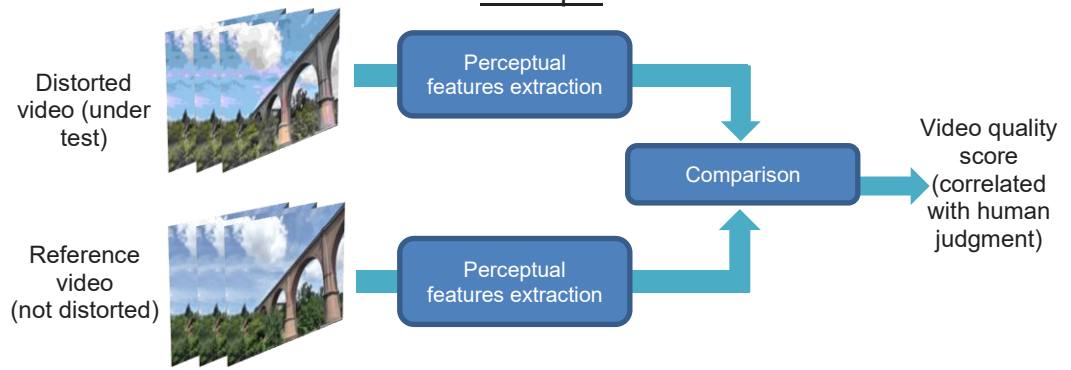 Distorted
video (under
test)
Perceptual
features extraction
Reference
video
(not distorted)
Perceptual
features extraction
Comparison
Video quality
score
(correlated
with human
judgment)